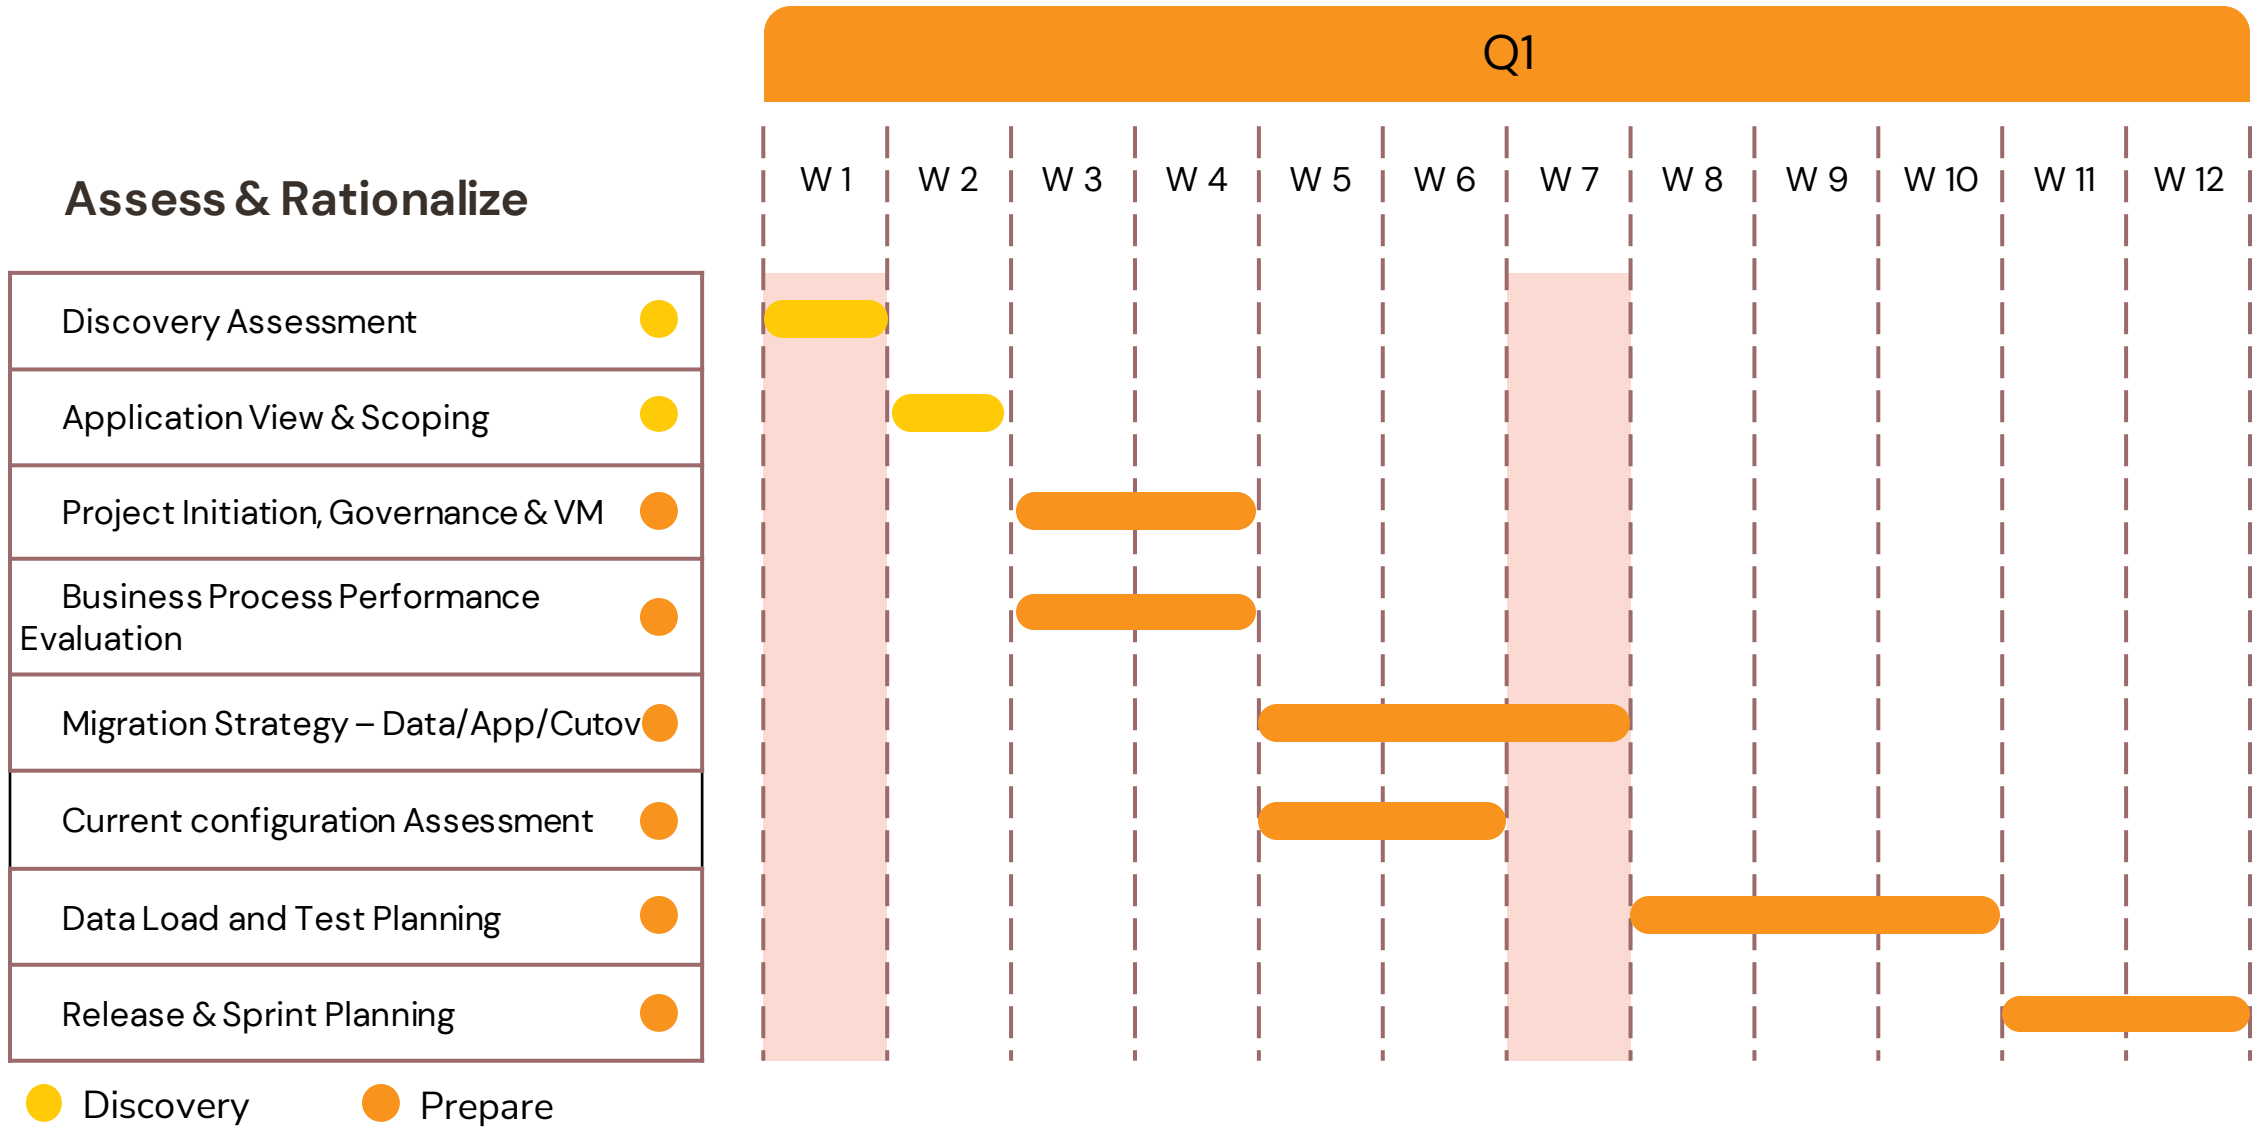 Q1
W 1 W 2 W 3 W 4 W 5 W 6 W 7 W 8 W 9 W 10 W 11 W 12
Assess & Rationalize
Discovery Assessment
Application View & Scoping
Project Initiation, Governance & VM
Business Process Performance
Evaluation
Migration Strategy – Data/App/Cutov
Current configuration Assessment
Data Load and Test Planning
Release & Sprint Planning
Discovery Prepare